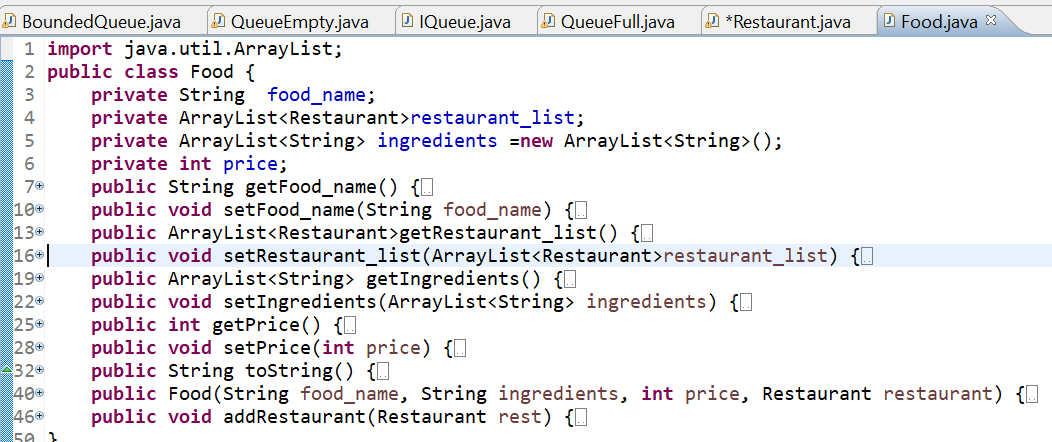 BoundedQueue.java QueueEmpty.java IQueue.java QueueFull.java *Restaurant.java Food.java
1 import java.util.ArrayList;
2 public class Food {
3 private String  food_name;
4 private ArrayList<Restaurant>restaurant_list;
5 private ArrayList<String> ingredients =new ArrayList<String>();
6 private int price;
7 public String getFood_name() {
10 public void setFood_name(String food_name) {
13 public ArrayList<Restaurant>getRestaurant_list() {
16 public void setRestaurant_list(ArrayList<Restaurant>restaurant_list) {
19 public ArrayList<String> getIngredients() {
22 public void setIngredients(ArrayList<String> ingredients) {
25 public int getPrice() {
28 public void setPrice(int price) {
32 public String toString() {
40 public Food(String food_name, String ingredients, int price, Restaurant restaurant) {
46 public void addRestaurant(Restaurant rest) {
50 }